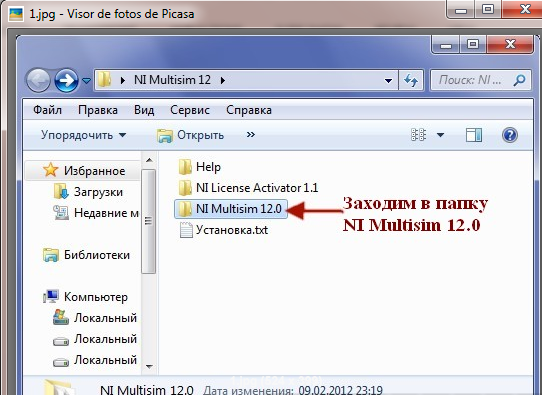 1.jpg - Visor de fotos de Picasa
NI Multisim 12
Поиск: NI ...
Файл Правка Вид Сервис Справка
Упорядочить Открыть »
Избранное
Загрузки
Недавние м
Библиотеки
Компьютер
Локальный
Локальный
Локальный
Help
NI License Activator 1.1
NI Multisim 12.0
Установка.txt
Заходим в папку
NI Multisim 12.0
NI Multisim 12.0 Дата изменения: 09.02.2012 23:19